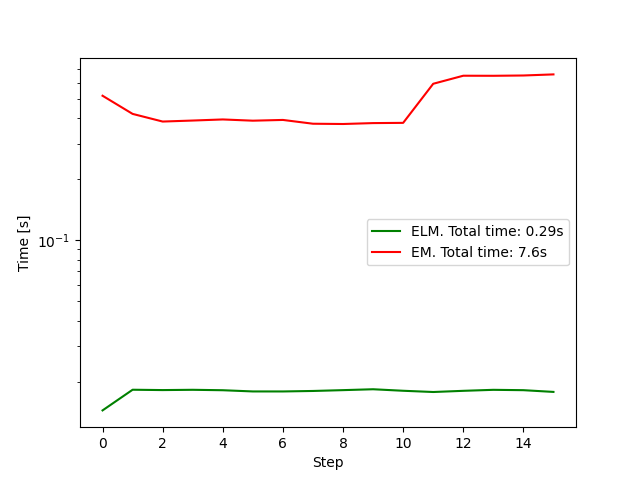 Time [s]
10⁻¹
ELM. Total time: 0.29s
EM. Total time: 7.6s
0 2 4 6 8 10 12 14
Step